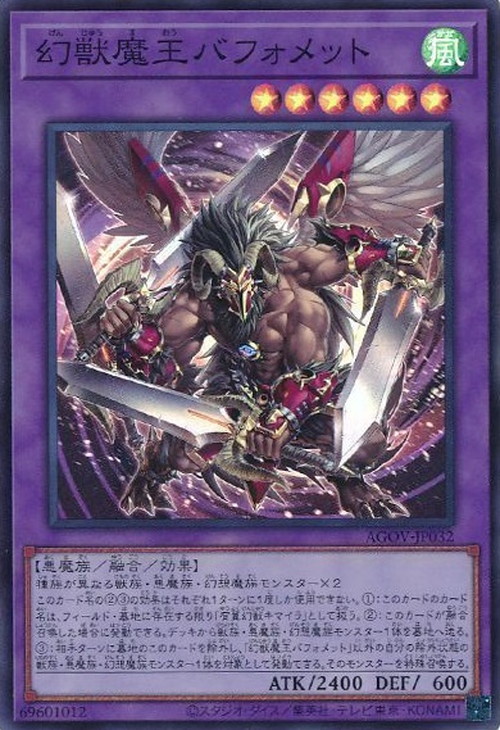 幻獣魔王バフォメット
風
AGOV-JP032
【悪魔族/融合/効果】
種族が異なる獣族・悪魔族・幻想魔族モンスター×2
このカード名の②③の効果はそれぞれ1ターンに1度しか使用できない。①:このカードのカード
名は、フィールド・墓地に存在する限り「有翼幻獣キマイラ」として扱う。②:このカードが融合
召喚した場合に発動できる。デッキから獣族・悪魔族・幻想魔族モンスター1体を墓地へ送る。
③:相手ターンに墓地のこのカードを除外し、「幻獣魔王バフォメット」以外の自分の除外状態の
獣族・悪魔族・幻想魔族モンスター1体を対象として発動できる。そのモンスターを特殊召喚する。
ATK/2400 DEF/ 600
69601012
©スタジオ・ダイス/集英社・テレビ東京・KONAMI